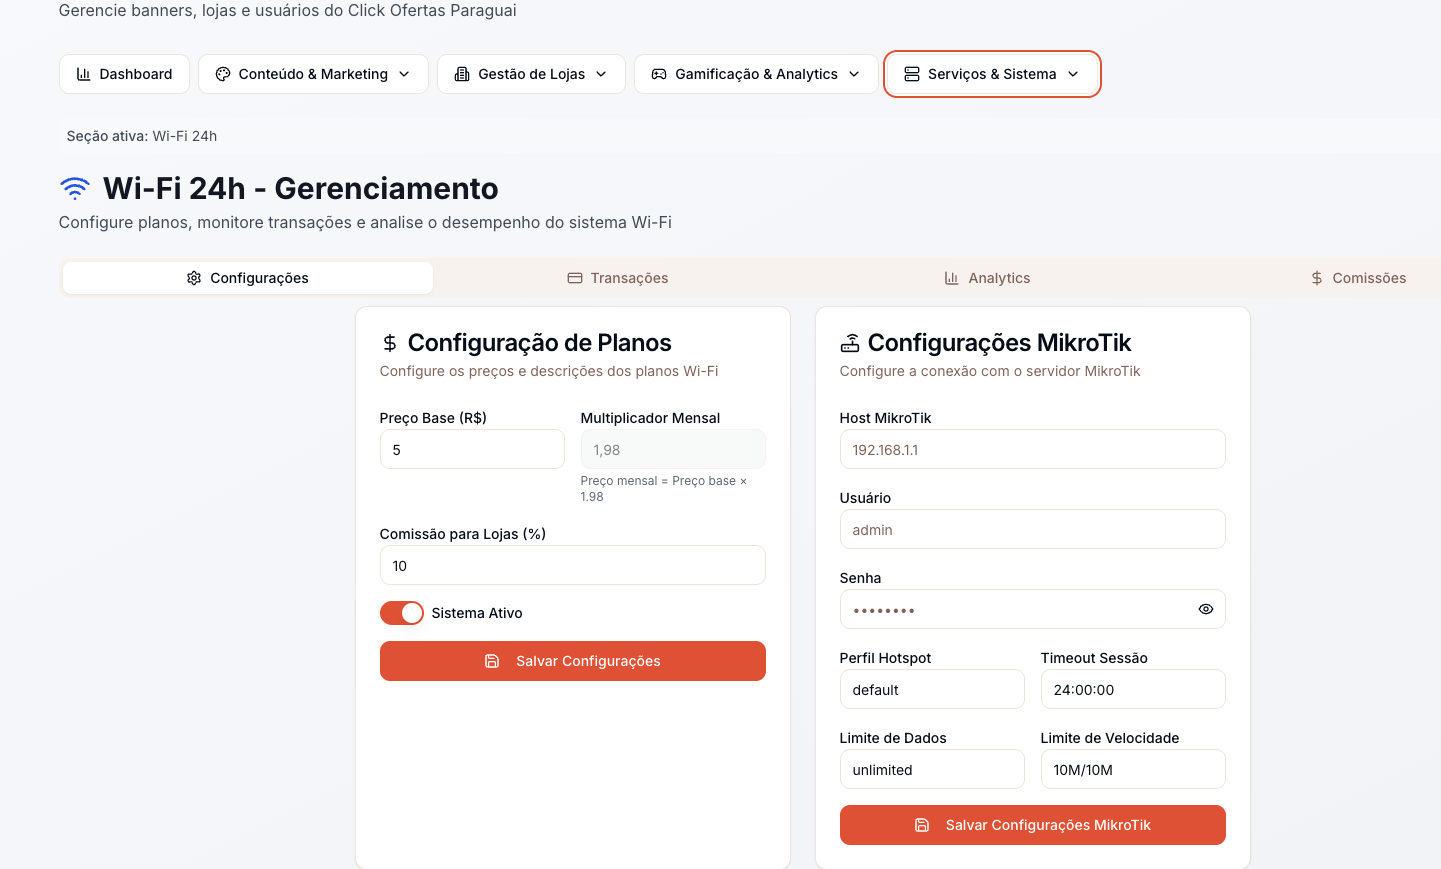 Gerencie banners, lojas e usuários do Click Ofertas Paraguai
Dashboard
Conteúdo & Marketing
Gestão de Lojas
Gamificação & Analytics
Serviços & Sistema
Seção ativa: Wi-Fi 24h
Wi-Fi 24h - Gerenciamento
Configure planos, monitore transações e analise o desempenho do sistema Wi-Fi
Configurações
Transações
Analytics
Comissões
Configuração de Planos
Configure os preços e descrições dos planos Wi-Fi
Preço Base (R$)
Multiplicador Mensal
5
1,98
Preço mensal = Preço base ×
1.98
Comissão para Lojas (%)
10
Sistema Ativo
Salvar Configurações
Configurações MikroTik
Configure a conexão com o servidor MikroTik
Host MikroTik
192.168.1.1
Usuário
admin
Senha
••••••••
Perfil Hotspot
Timeout Sessão
default
24:00:00
Limite de Dados
Limite de Velocidade
unlimited
10M/10M
Salvar Configurações MikroTik